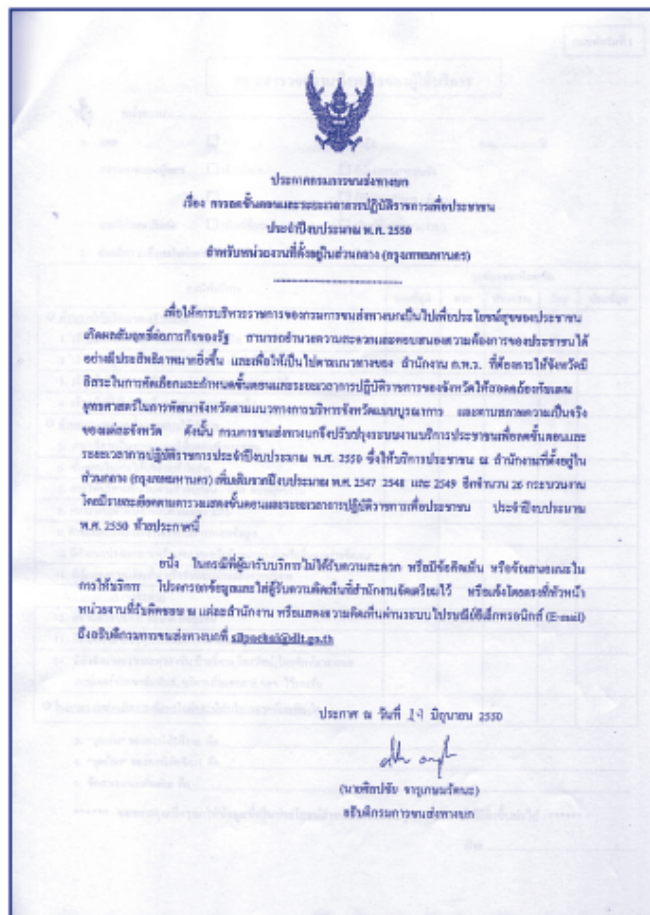 ประกาศกรมการขนส่งทางบก
เรื่อง การลดขั้นตอนและระยะเวลาการปฏิบัติราชการเพื่อประชาชน
ประจำปีงบประมาณ พ.ศ. 2550
สำหรับหน่วยงานที่ตั้งอยู่ในส่วนกลาง (กรุงเทพมหานคร)
เพื่อให้การบริหารราชการของกรมการขนส่งทางบกเป็นไปเพื่อประโยชน์สุขของประชาชน
เกิดผลสัมฤทธิ์ต่อภารกิจของรัฐ สามารถอำนวยความสะดวกและตอบสนองความต้องการของประชาชนได้
อย่างมีประสิทธิภาพมากยิ่งขึ้น และเพื่อให้เป็นไปตามแนวทางของ สำนักงาน ก.พ.ร. ที่ต้องการให้จังหวัดมี
อิสระในการคัดเลือกและกำหนดขั้นตอนและระยะเวลาการปฏิบัติราชการของจังหวัดให้สอดคล้องกับแผน
ยุทธศาสตร์ในการพัฒนาจังหวัดตามแนวทางการบริหารจังหวัดแบบบูรณาการ และตามสภาพความเป็นจริง
ของแต่ละจังหวัด ดังนั้น กรมการขนส่งทางบกจึงปรับปรุงระบบงานบริการประชาชนเพื่อลดขั้นตอนและ
ระยะเวลาการปฏิบัติราชการประจำปีงบประมาณ พ.ศ. 2550 ซึ่งให้บริการประชาชน ณ สำนักงานที่ตั้งอยู่ใน
ส่วนกลาง (กรุงเทพมหานคร) เพิ่มเติมจากปีงบประมาณ พ.ศ. 2547 2548 และ 2549 อีกจำนวน 26 กระบวนงาน
โดยมีรายละเอียดตามตารางแสดงขั้นตอนและระยะเวลาการปฏิบัติราชการเพื่อประชาชน ประจำปีงบประมาณ
พ.ศ. 2550 ท้ายประกาศนี้
อนึ่ง ในกรณีที่ผู้มารับบริการไม่ได้รับความสะดวก หรือมีข้อคิดเห็น หรือข้อเสนอแนะใน
การให้บริการ โปรดกรอกข้อมูลและใส่ตู้รับความคิดเห็นที่สำนักงานจัดเตรียมไว้ หรือแจ้งโดยตรงที่หัวหน้า
หน่วยงานที่รับผิดชอบ ณ แต่ละสำนักงาน หรือแสดงความคิดเห็นผ่านระบบไปรษณีย์อิเล็กทรอนิกส์ (E-mail)
ถึงอธิบดีกรมการขนส่งทางบกที่ silpachai@dlt.go.th
ประกาศ ณ วันที่ 19 มิถุนายน 2550
(นายศิลปชัย จารุเกษมรัตนะ)
อธิบดีกรมการขนส่งทางบก